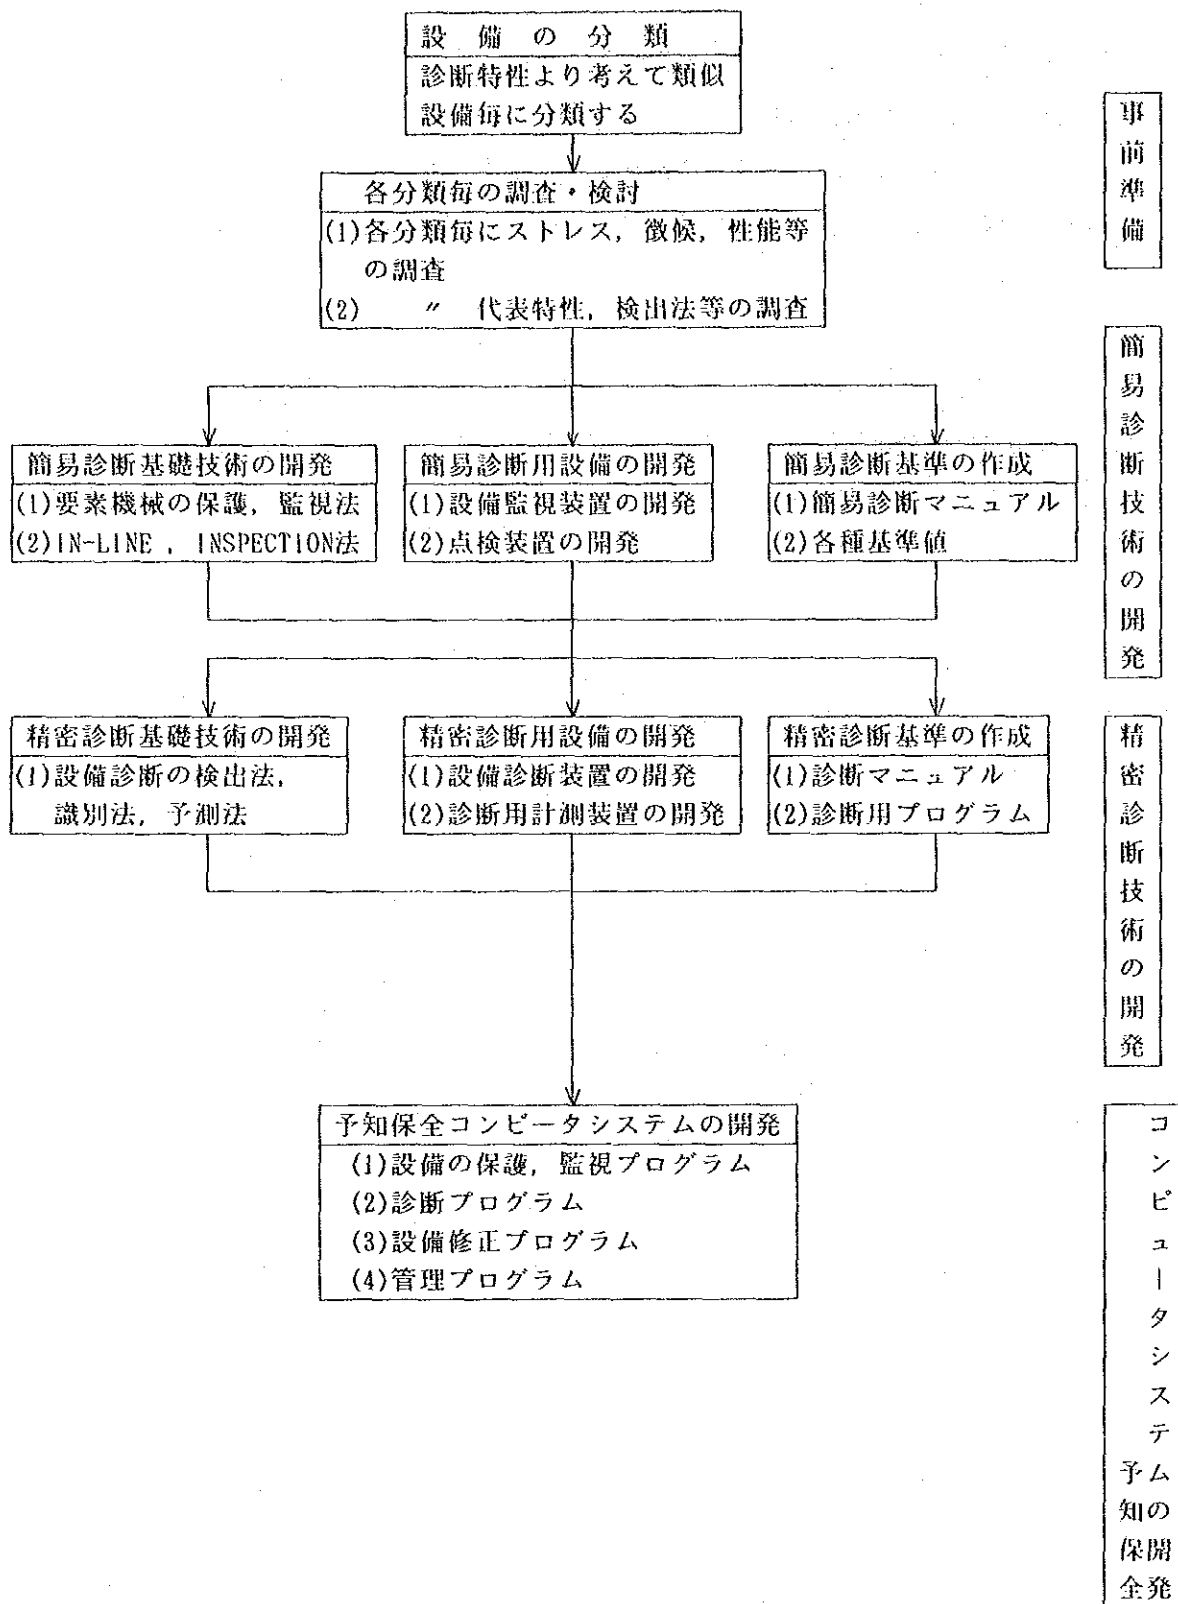 設備の分類
診断特性より考えて類似
設備毎に分類する
各分類毎の調査・検討
(1)各分類毎にストレス,徴候,性能等
の調査
(2) 〃 代表特性,検出法等の調査
簡易診断基礎技術の開発
(1)要素機械の保護,監視法
(2)IN-LINE , INSPECTION法
簡易診断用設備の開発
(1)設備監視装置の開発
(2)点検装置の開発
簡易診断基準の作成
(1)簡易診断マニュアル
(2)各種基準値
精密診断基礎技術の開発
(1)設備診断の検出法,
識別法,予測法
精密診断用設備の開発
(1)設備診断装置の開発
(2)診断用計測装置の開発
精密診断基準の作成
(1)診断マニュアル
(2)診断用プログラム
予知保全コンピータシステムの開発
(1)設備の保護,監視プログラム
(2)診断プログラム
(3)設備修正プログラム
(4)管理プログラム
事前準備
簡易診断技術の開発
精密診断技術の開発
予知保全
コンピュータシステムの開発